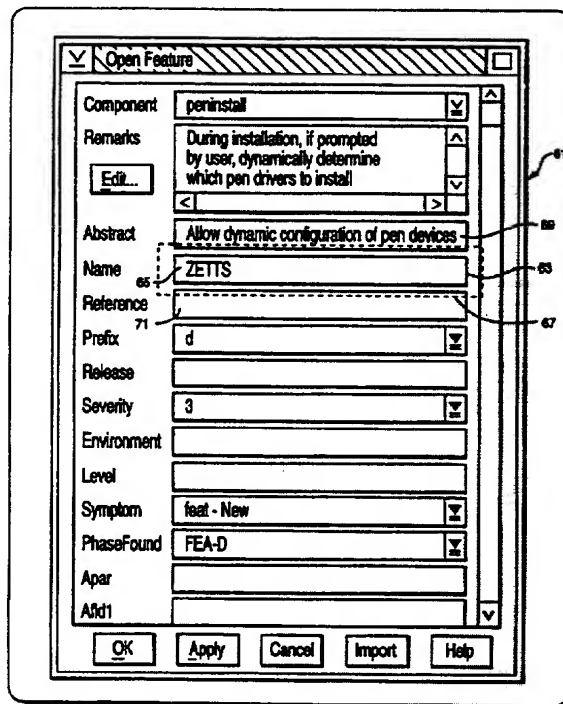 Open Feature
Component peninstall
Remarks During installation, if prompted
by user, dynamically determine
Edit... which pen drivers to install
Abstract Allow dynamic configuration of pen devices 69
Name ZETTS 63
65
Reference 67
71
Prefix d
Release
Severity 3
Environment
Level
Symptom feat - New
PhaseFound FEA-D
Apar
Afld1
OK Apply Cancel Import Help
61